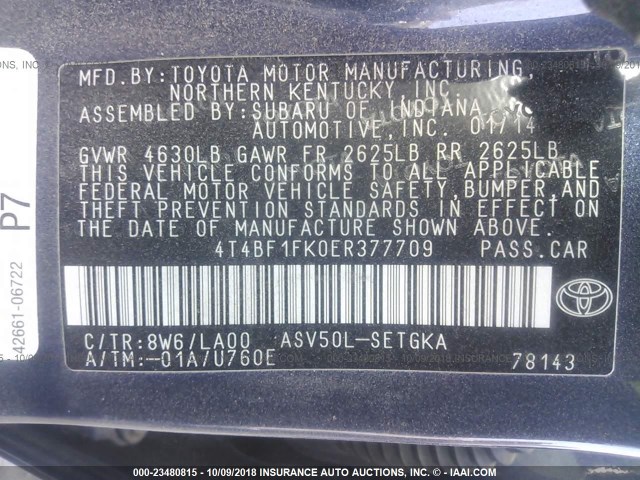 MFD.BY:TOYOTA MOTOR MANUFACTURING,
NORTHERN KENTUCKY, INC.
ASSEMBLED BY:SUBARU OF INDIANA
AUTOMOTIVE,INC. 01/14
GVWR 4630LB GAWR FR 2625LB RR 2625LB
THIS VEHICLE CONFORMS TO ALL APPLICABLE
FEDERAL MOTOR VEHICLE SAFETY,BUMPER,AND
THEFT PREVENTION STANDARDS IN EFFECT ON
THE DATE OF MANUFACTURE SHOWN ABOVE.
4T4BF1FK0ER377709 PASS.CAR
C/TR:8W6/LA00 ASV50L-SETGKA
A/TM:-01A/U760E 78143
P7
42661-06722
000-23480815 - 10/09/2018 INSURANCE AUTO AUCTIONS, INC. - IAAI.COM